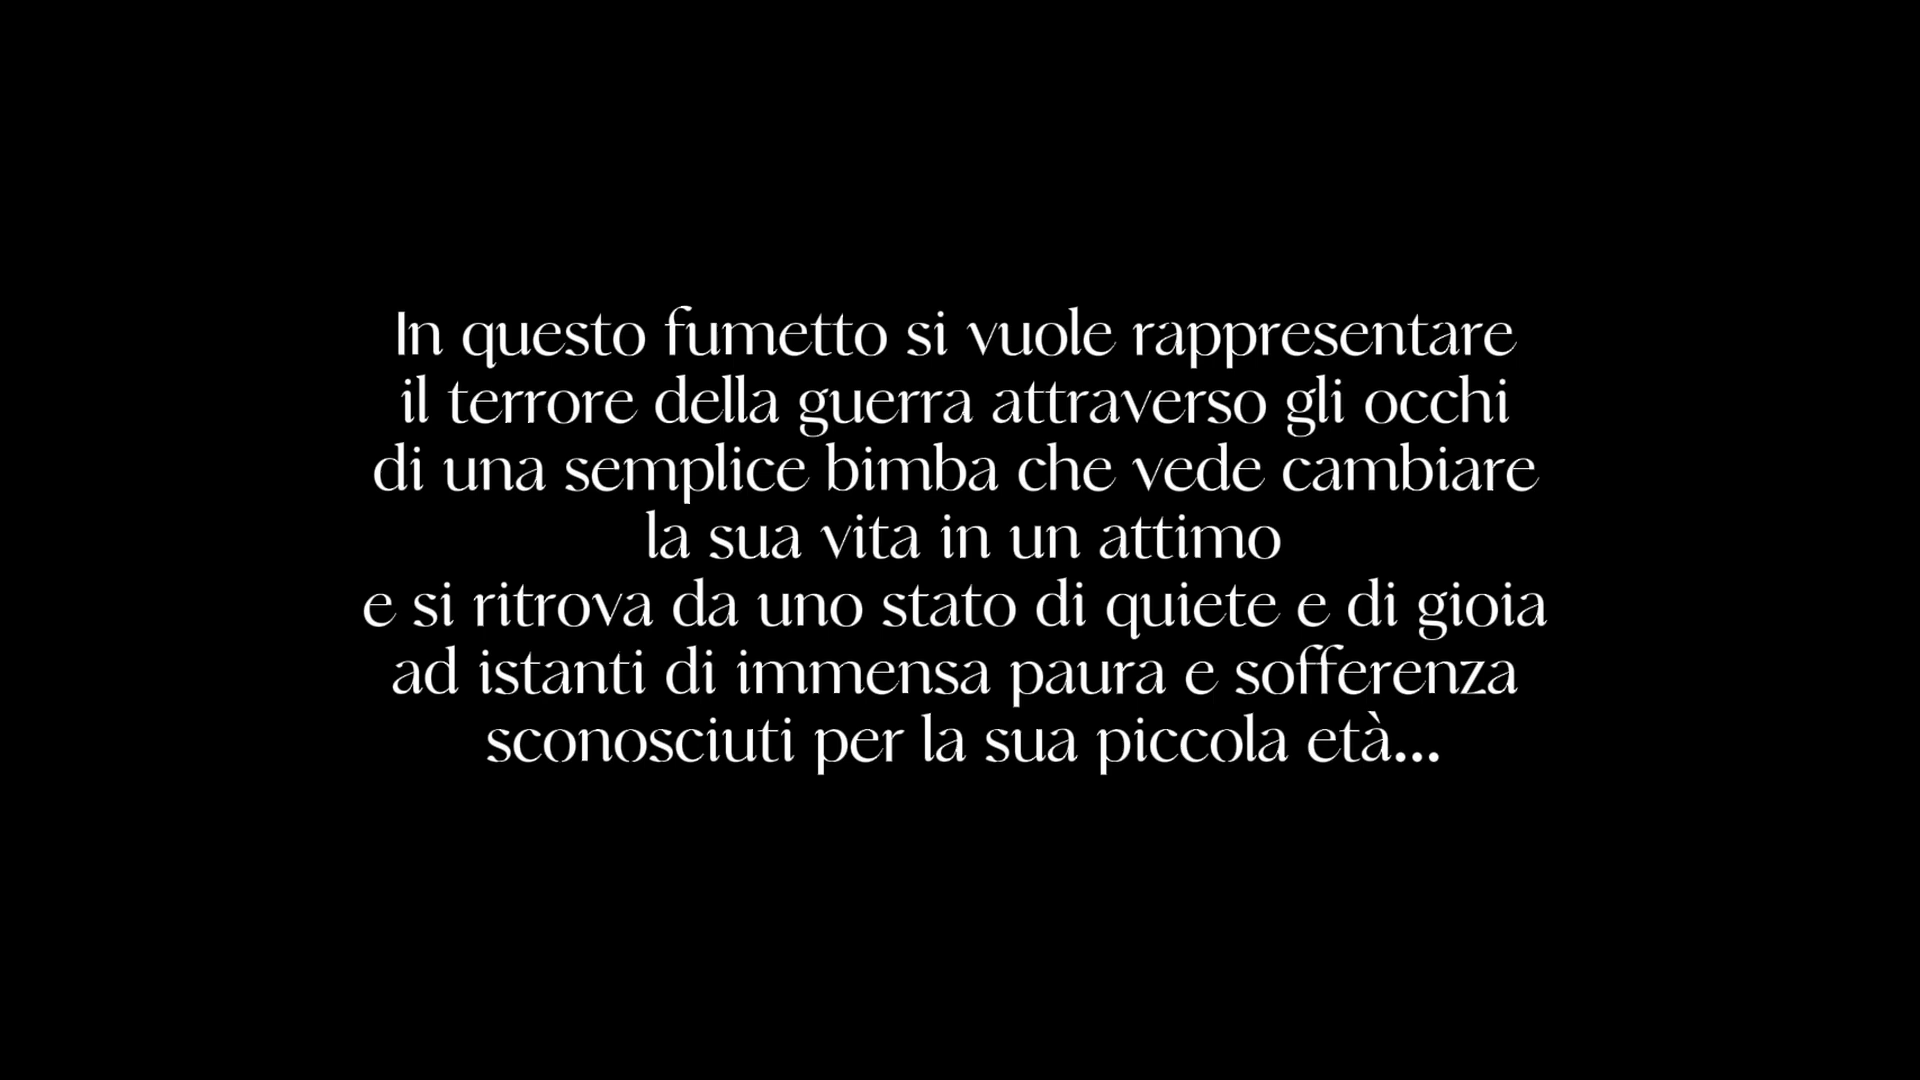 In questo fumetto si vuole rappresentare
il terrore della guerra attraverso gli occhi
di una semplice bimba che vede cambiare
la sua vita in un attimo
e si ritrova da uno stato di quiete e di gioia
ad istanti di immensa paura e sofferenza
sconosciuti per la sua piccola età...